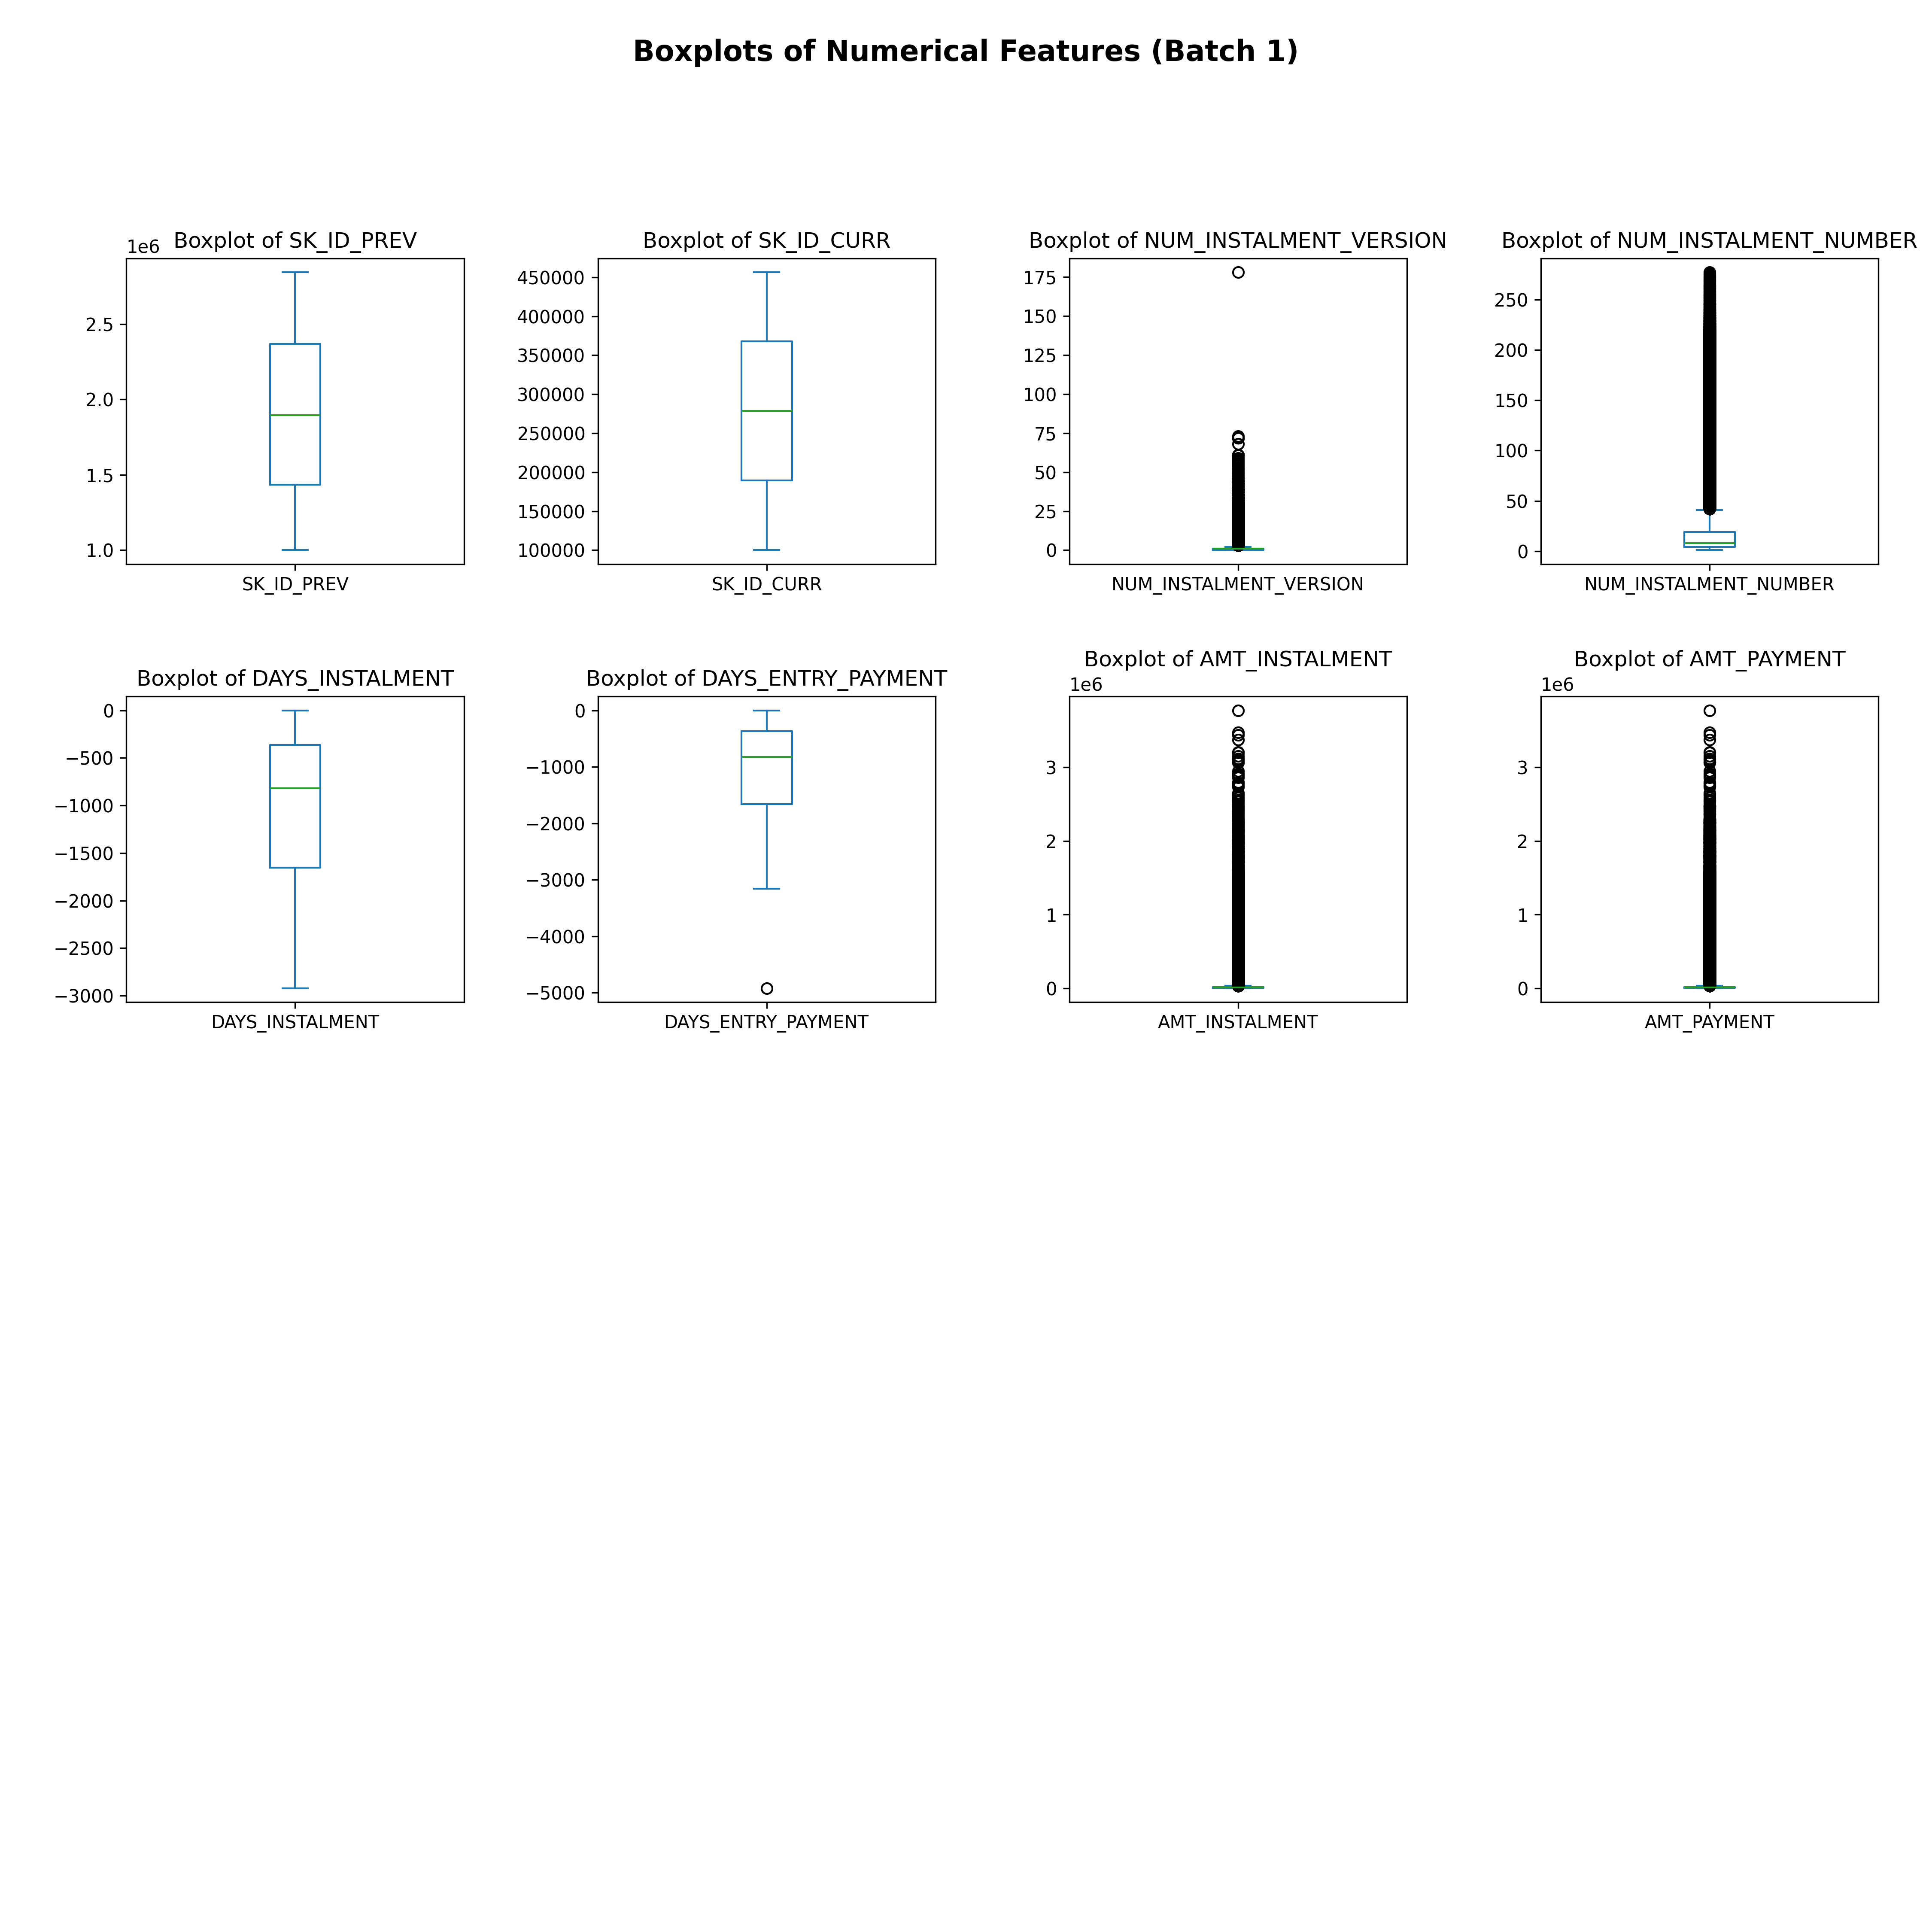 Boxplots of Numerical Features (Batch 1)
Boxplot of SK_ID_PREV
1e6
2.5
2.0
1.5
1.0
SK_ID_PREV
Boxplot of SK_ID_CURR
450000
400000
350000
300000
250000
200000
150000
100000
SK_ID_CURR
Boxplot of NUM_INSTALMENT_VERSION
175
150
125
100
75
50
25
0
NUM_INSTALMENT_VERSION
Boxplot of NUM_INSTALMENT_NUMBER
250
200
150
100
50
0
NUM_INSTALMENT_NUMBER
Boxplot of DAYS_INSTALMENT
0
−500
−1000
−1500
−2000
−2500
−3000
DAYS_INSTALMENT
Boxplot of DAYS_ENTRY_PAYMENT
0
−1000
−2000
−3000
−4000
−5000
DAYS_ENTRY_PAYMENT
Boxplot of AMT_INSTALMENT
1e6
3
2
1
0
AMT_INSTALMENT
Boxplot of AMT_PAYMENT
1e6
3
2
1
0
AMT_PAYMENT